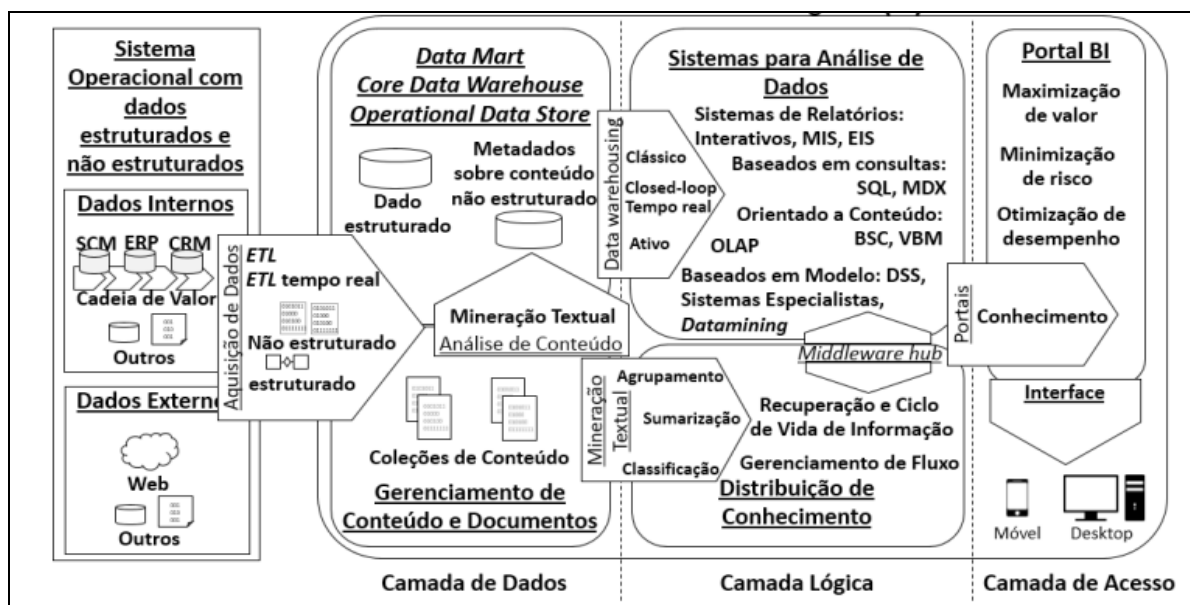 Sistema
Operacional com
dados
estruturados e
não estruturados
Dados Internos
SCM ERP CRM
Cadeia de Valor
Outros
Dados Extern
Web
Outros
Aquisição de Dados
ETL
ETL tempo real
Não estruturado
estruturado
Data Mart
Core Data Warehouse
Operational Data Store
Dado
estruturado
Metadados
sobre conteúdo
não estruturado
Mineração Textual
Análise de Conteúdo
Coleções de Conteúdo
Gerenciamento de
Conteúdo e Documentos
Data warehousing
Clássico
Closed-loop
Tempo real
Ativo
Mineração
Textual
Agrupamento
Sumarização
Classificação
Sistemas para Análise de
Dados
Sistemas de Relatórios:
Interativos, MIS, EIS
Baseados em consultas:
SQL, MDX
Orientado a Conteúdo:
BSC, VBM
OLAP
Baseados em Modelo: DSS,
Sistemas Especialistas,
Datamining
Middleware hub
Recuperação e Ciclo
de Vida de Informação
Gerenciamento de Fluxo
Distribuição de
Conhecimento
Portal BI
Maximização
de valor
Minimização
de risco
Otimização de
desempenho
Portais
Conhecimento
Interface
Móvel
Desktop
Camada de Dados
Camada Lógica
Camada de Acesso